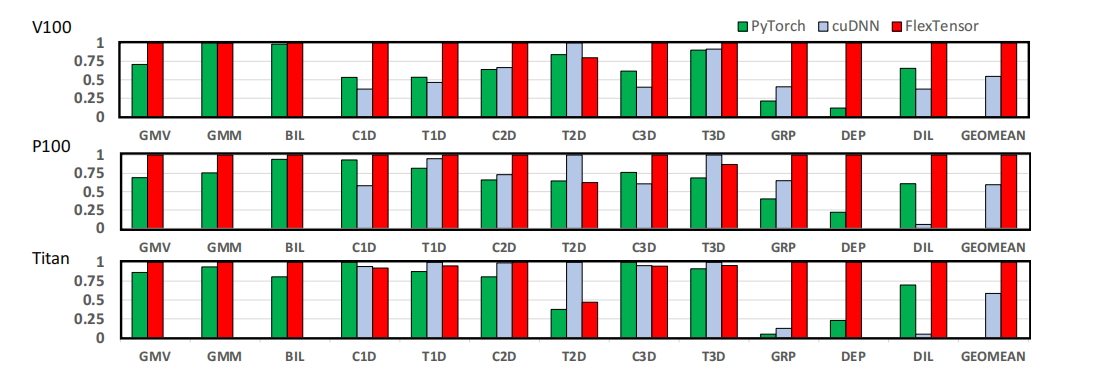 V100
PyTorch cuDNN FlexTensor
1
0.75
0.5
0.25
0
GMV GMM BIL C1D T1D C2D T2D C3D T3D GRP DEP DIL GEOMEAN
P100
1
0.75
0.5
0.25
0
GMV GMM BIL C1D T1D C2D T2D C3D T3D GRP DEP DIL GEOMEAN
Titan
1
0.75
0.5
0.25
0
GMV GMM BIL C1D T1D C2D T2D C3D T3D GRP DEP DIL GEOMEAN